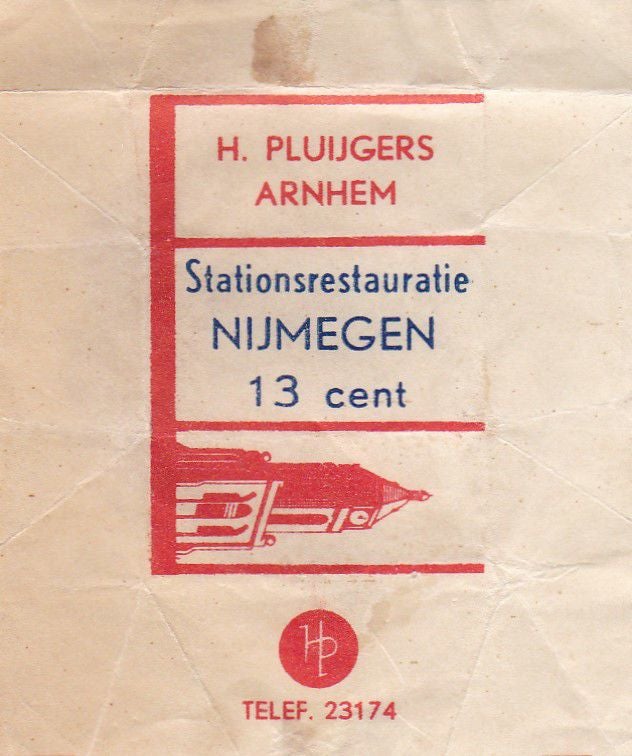 H. PLUIJGERS
ARNHEM
Stationsrestauratie
NIJMEGEN
13 cent
HP
TELEF. 23174